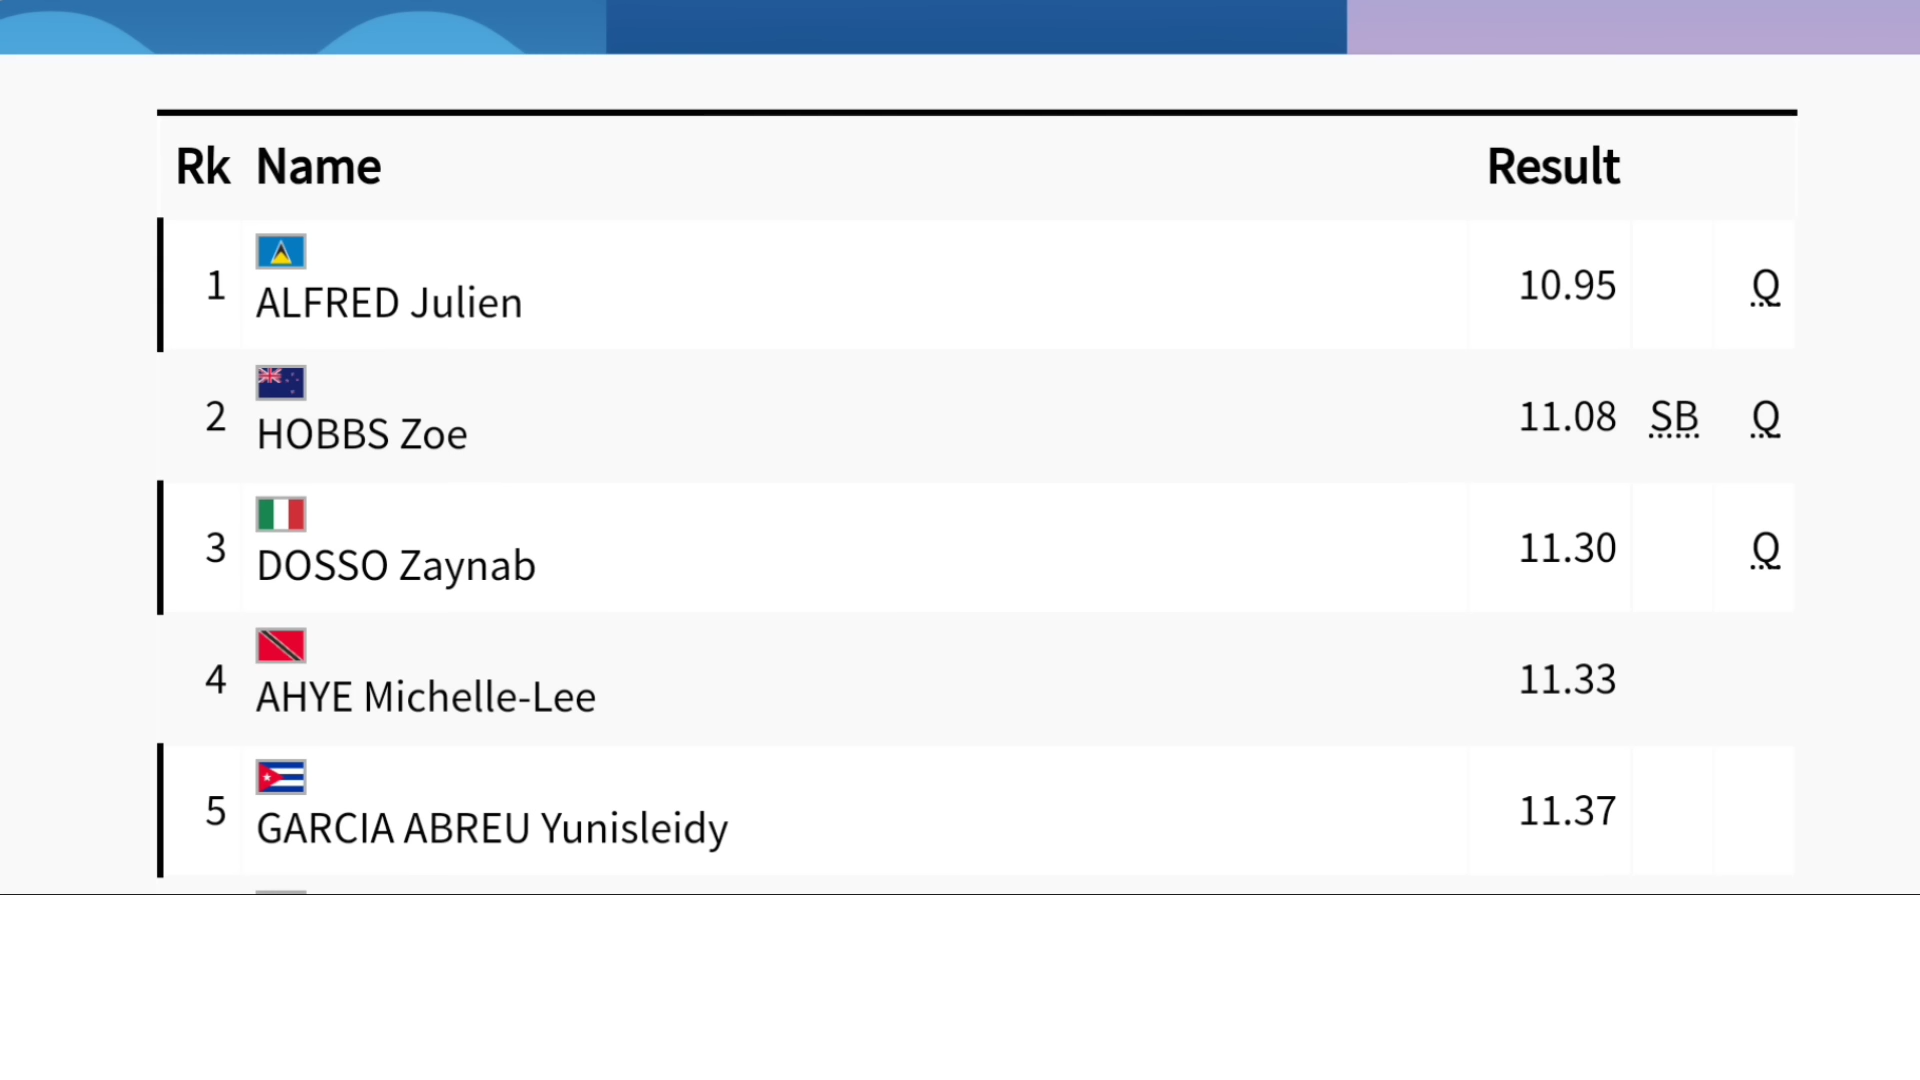 Rk Name Result
1 ALFRED Julien 10.95 Q
2 HOBBS Zoe 11.08 SB Q
3 DOSSO Zaynab 11.30 Q
4 AHYE Michelle-Lee 11.33
5 GARCIA ABREU Yunisleidy 11.37